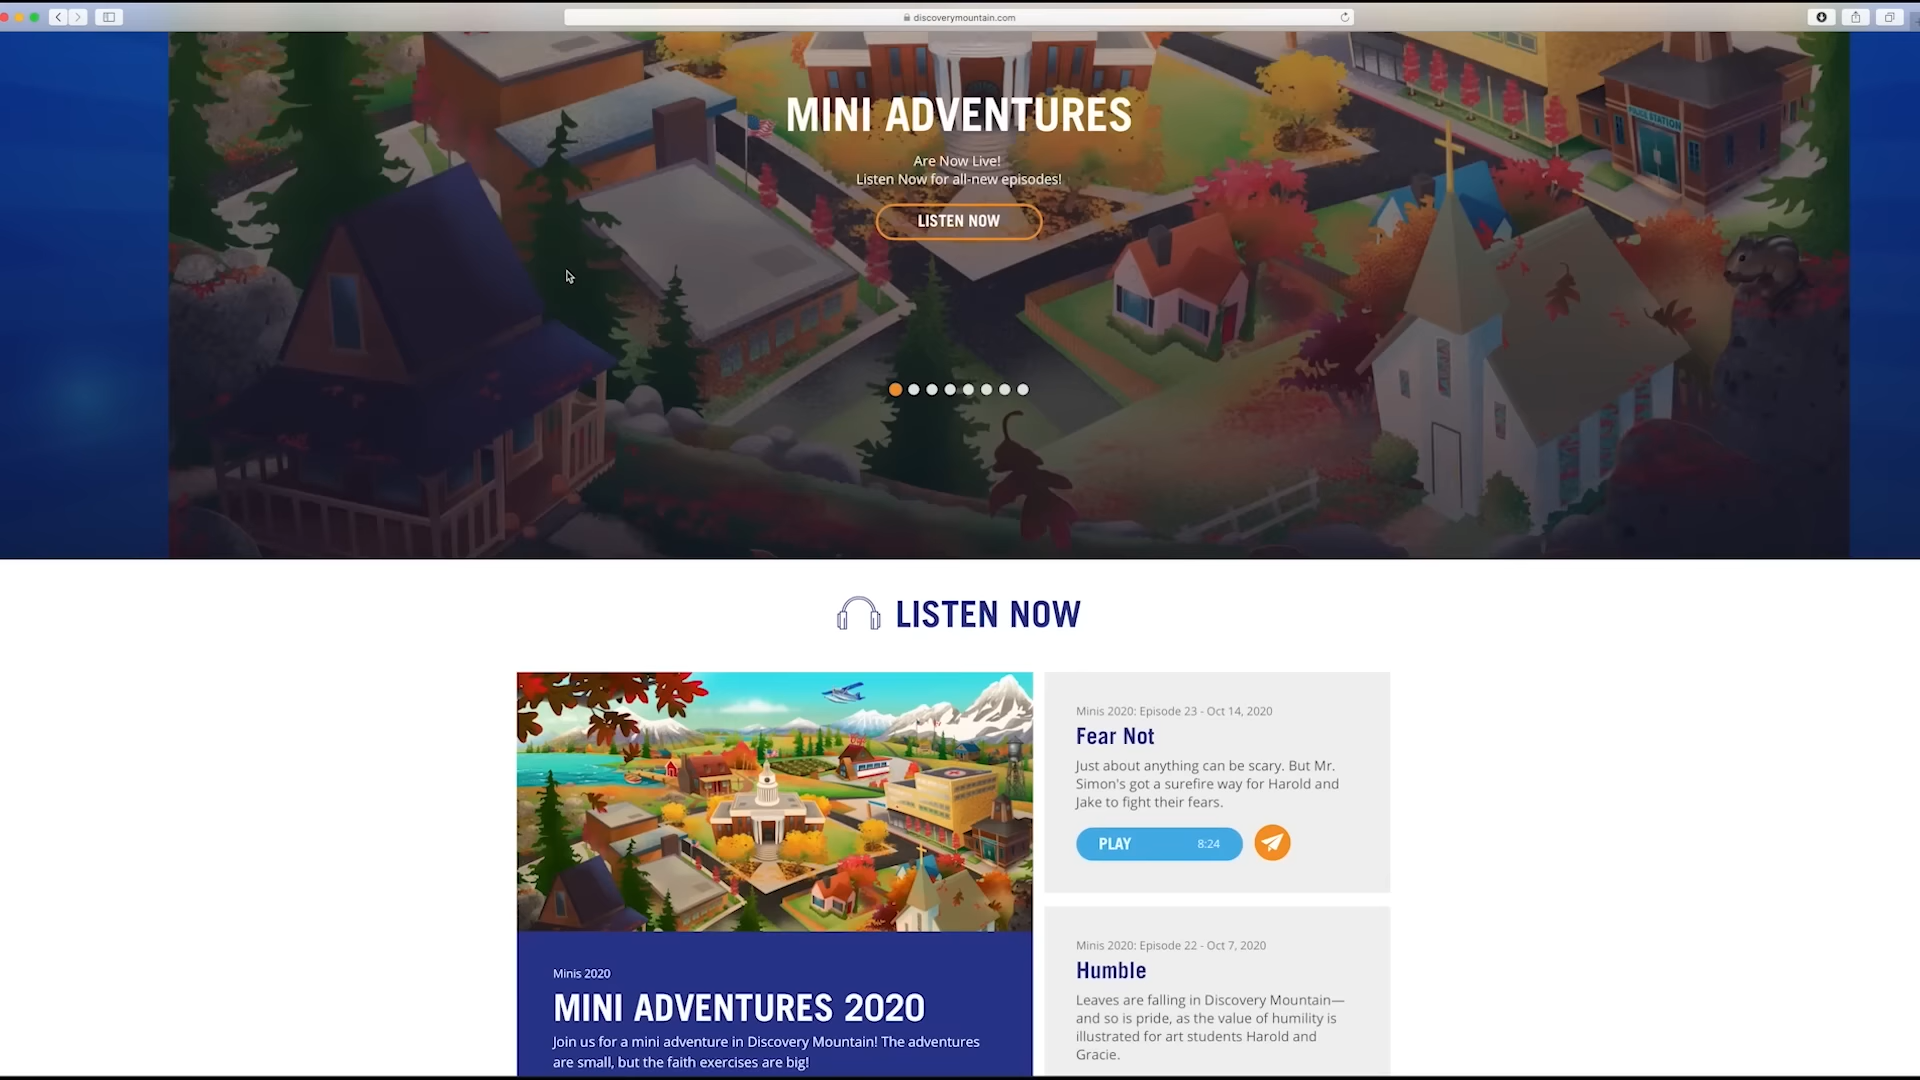 discoverymountain.com
POLICE STATION
MINI ADVENTURES
Are Now Live!
Listen Now for all-new episodes!
LISTEN NOW
LISTEN NOW
Minis 2020
MINI ADVENTURES 2020
Join us for a mini adventure in Discovery Mountain! The adventures
are small, but the faith exercises are big!
Minis 2020: Episode 23 - Oct 14, 2020
Fear Not
Just about anything can be scary. But Mr.
Simon's got a surefire way for Harold and
Jake to fight their fears.
PLAY 8:24
Minis 2020: Episode 22 - Oct 7, 2020
Humble
Leaves are falling in Discovery Mountain—
and so is pride, as the value of humility is
illustrated for art students Harold and
Gracie.